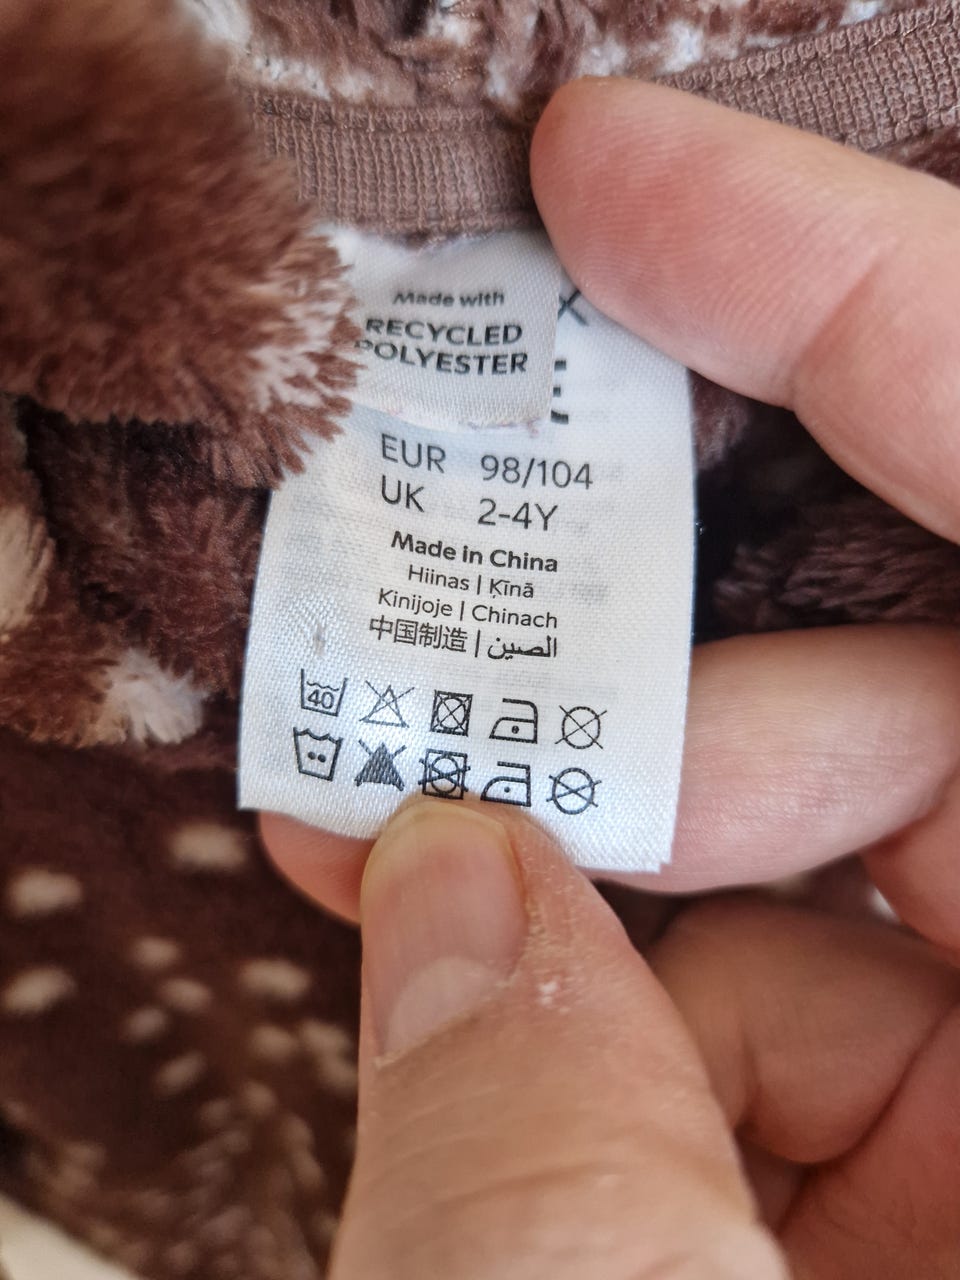 Made with
RECYCLED
POLYESTER
EUR 98/104
UK 2-4Y
Made in China
Hiinas | Ķīnā
Kinijoje | Chinach
中国制造 | الصين
40